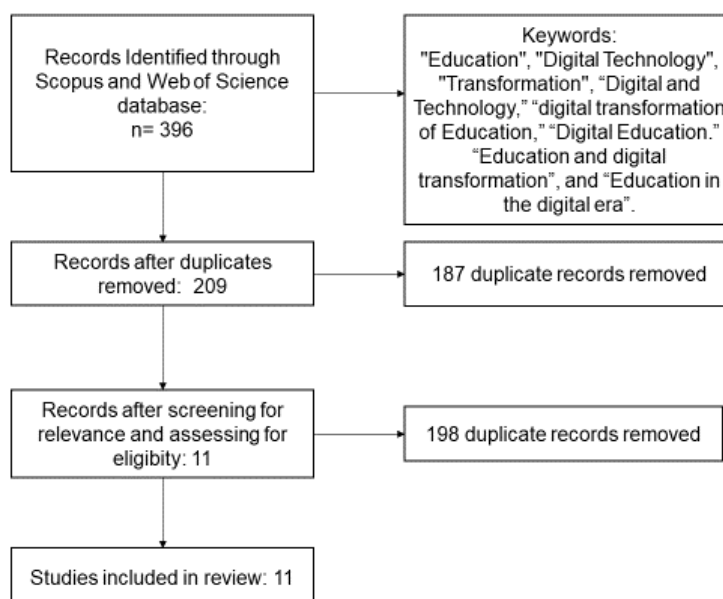 Records Identified through
Scopus and Web of Science
database:
n= 396
Keywords:
"Education", "Digital Technology",
"Transformation", “Digital and
Technology,” “digital transformation
of Education,” “Digital Education.”
“Education and digital
transformation”, and “Education in
the digital era”.
Records after duplicates
removed: 209
187 duplicate records removed
Records after screening for
relevance and assessing for
eligibity: 11
198 duplicate records removed
Studies included in review: 11